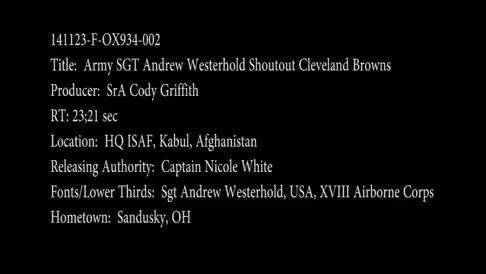 141123-F-OX934-002
Title:  Army SGT Andrew Westerhold Shoutout Cleveland Browns
Producer:  SrA Cody Griffith
RT: 23;21 sec
Location:  HQ ISAF, Kabul, Afghanistan
Releasing Authority:  Captain Nicole White
Fonts/Lower Thirds:  Sgt Andrew Westerhold, USA, XVIII Airborne Corps
Hometown:  Sandusky, OH